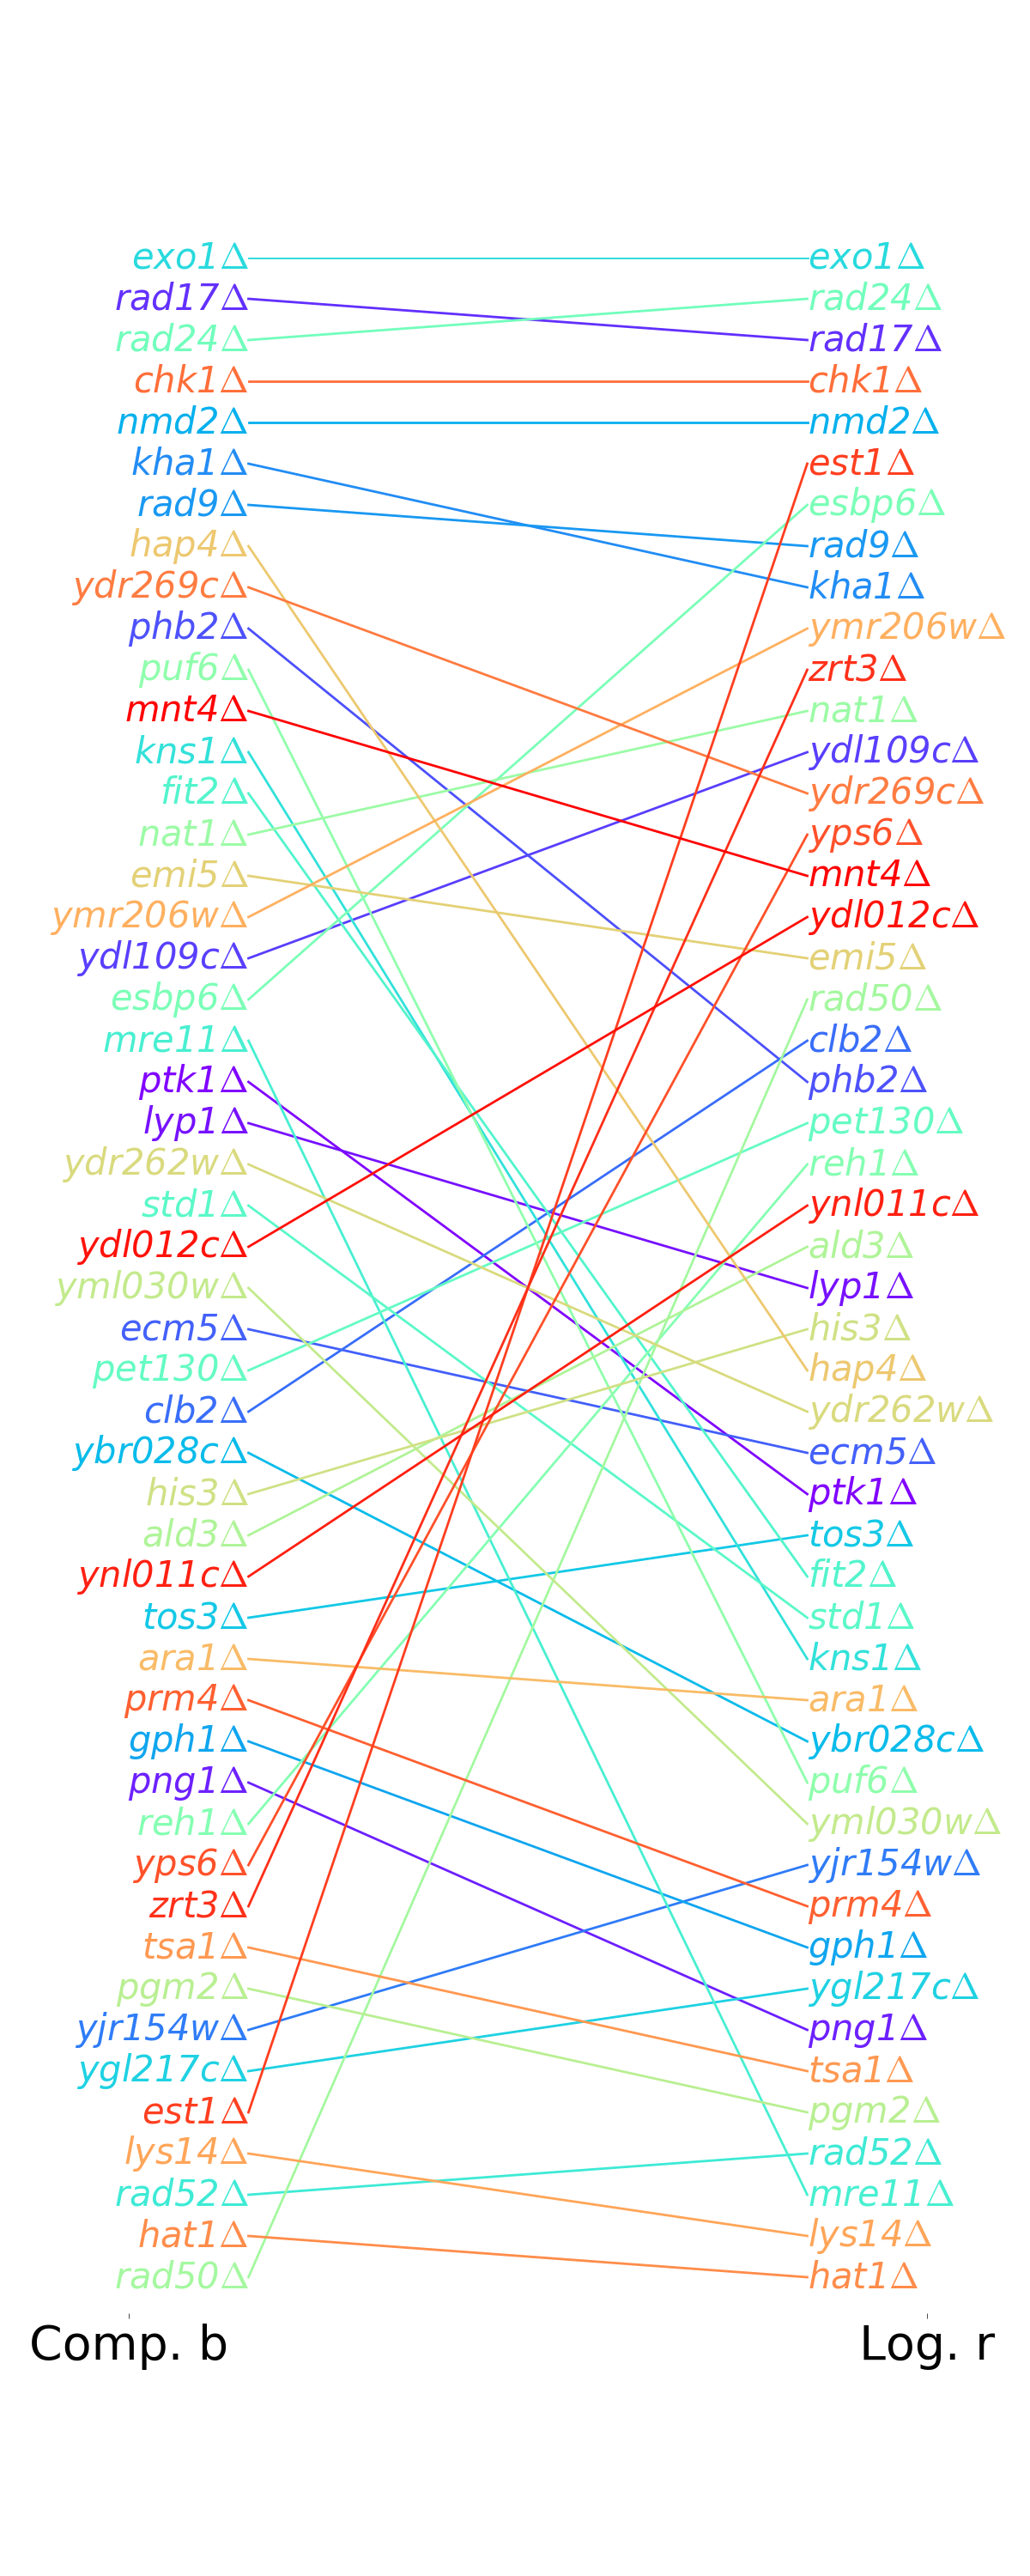 exo1Δ exo1Δ
rad17Δ rad24Δ
rad24Δ rad17Δ
chk1Δ chk1Δ
nmd2Δ nmd2Δ
kha1Δ est1Δ
rad9Δ esbp6Δ
hap4Δ rad9Δ
ydr269cΔ kha1Δ
phb2Δ ymr206wΔ
puf6Δ zrt3Δ
mnt4Δ nat1Δ
kns1Δ ydl109cΔ
fit2Δ ydr269cΔ
nat1Δ yps6Δ
emi5Δ mnt4Δ
ymr206wΔ ydl012cΔ
ydl109cΔ emi5Δ
esbp6Δ rad50Δ
mre11Δ clb2Δ
ptk1Δ phb2Δ
lyp1Δ pet130Δ
ydr262wΔ reh1Δ
std1Δ ynl011cΔ
ydl012cΔ ald3Δ
yml030wΔ lyp1Δ
ecm5Δ his3Δ
pet130Δ hap4Δ
clb2Δ ydr262wΔ
ybr028cΔ ecm5Δ
his3Δ ptk1Δ
ald3Δ tos3Δ
ynl011cΔ fit2Δ
tos3Δ std1Δ
ara1Δ kns1Δ
prm4Δ ara1Δ
gph1Δ ybr028cΔ
png1Δ puf6Δ
reh1Δ yml030wΔ
yps6Δ yjr154wΔ
zrt3Δ prm4Δ
tsa1Δ gph1Δ
pgm2Δ ygl217cΔ
yjr154wΔ png1Δ
ygl217cΔ tsa1Δ
est1Δ pgm2Δ
lys14Δ rad52Δ
rad52Δ mre11Δ
hat1Δ lys14Δ
rad50Δ hat1Δ
Comp. b Log. r